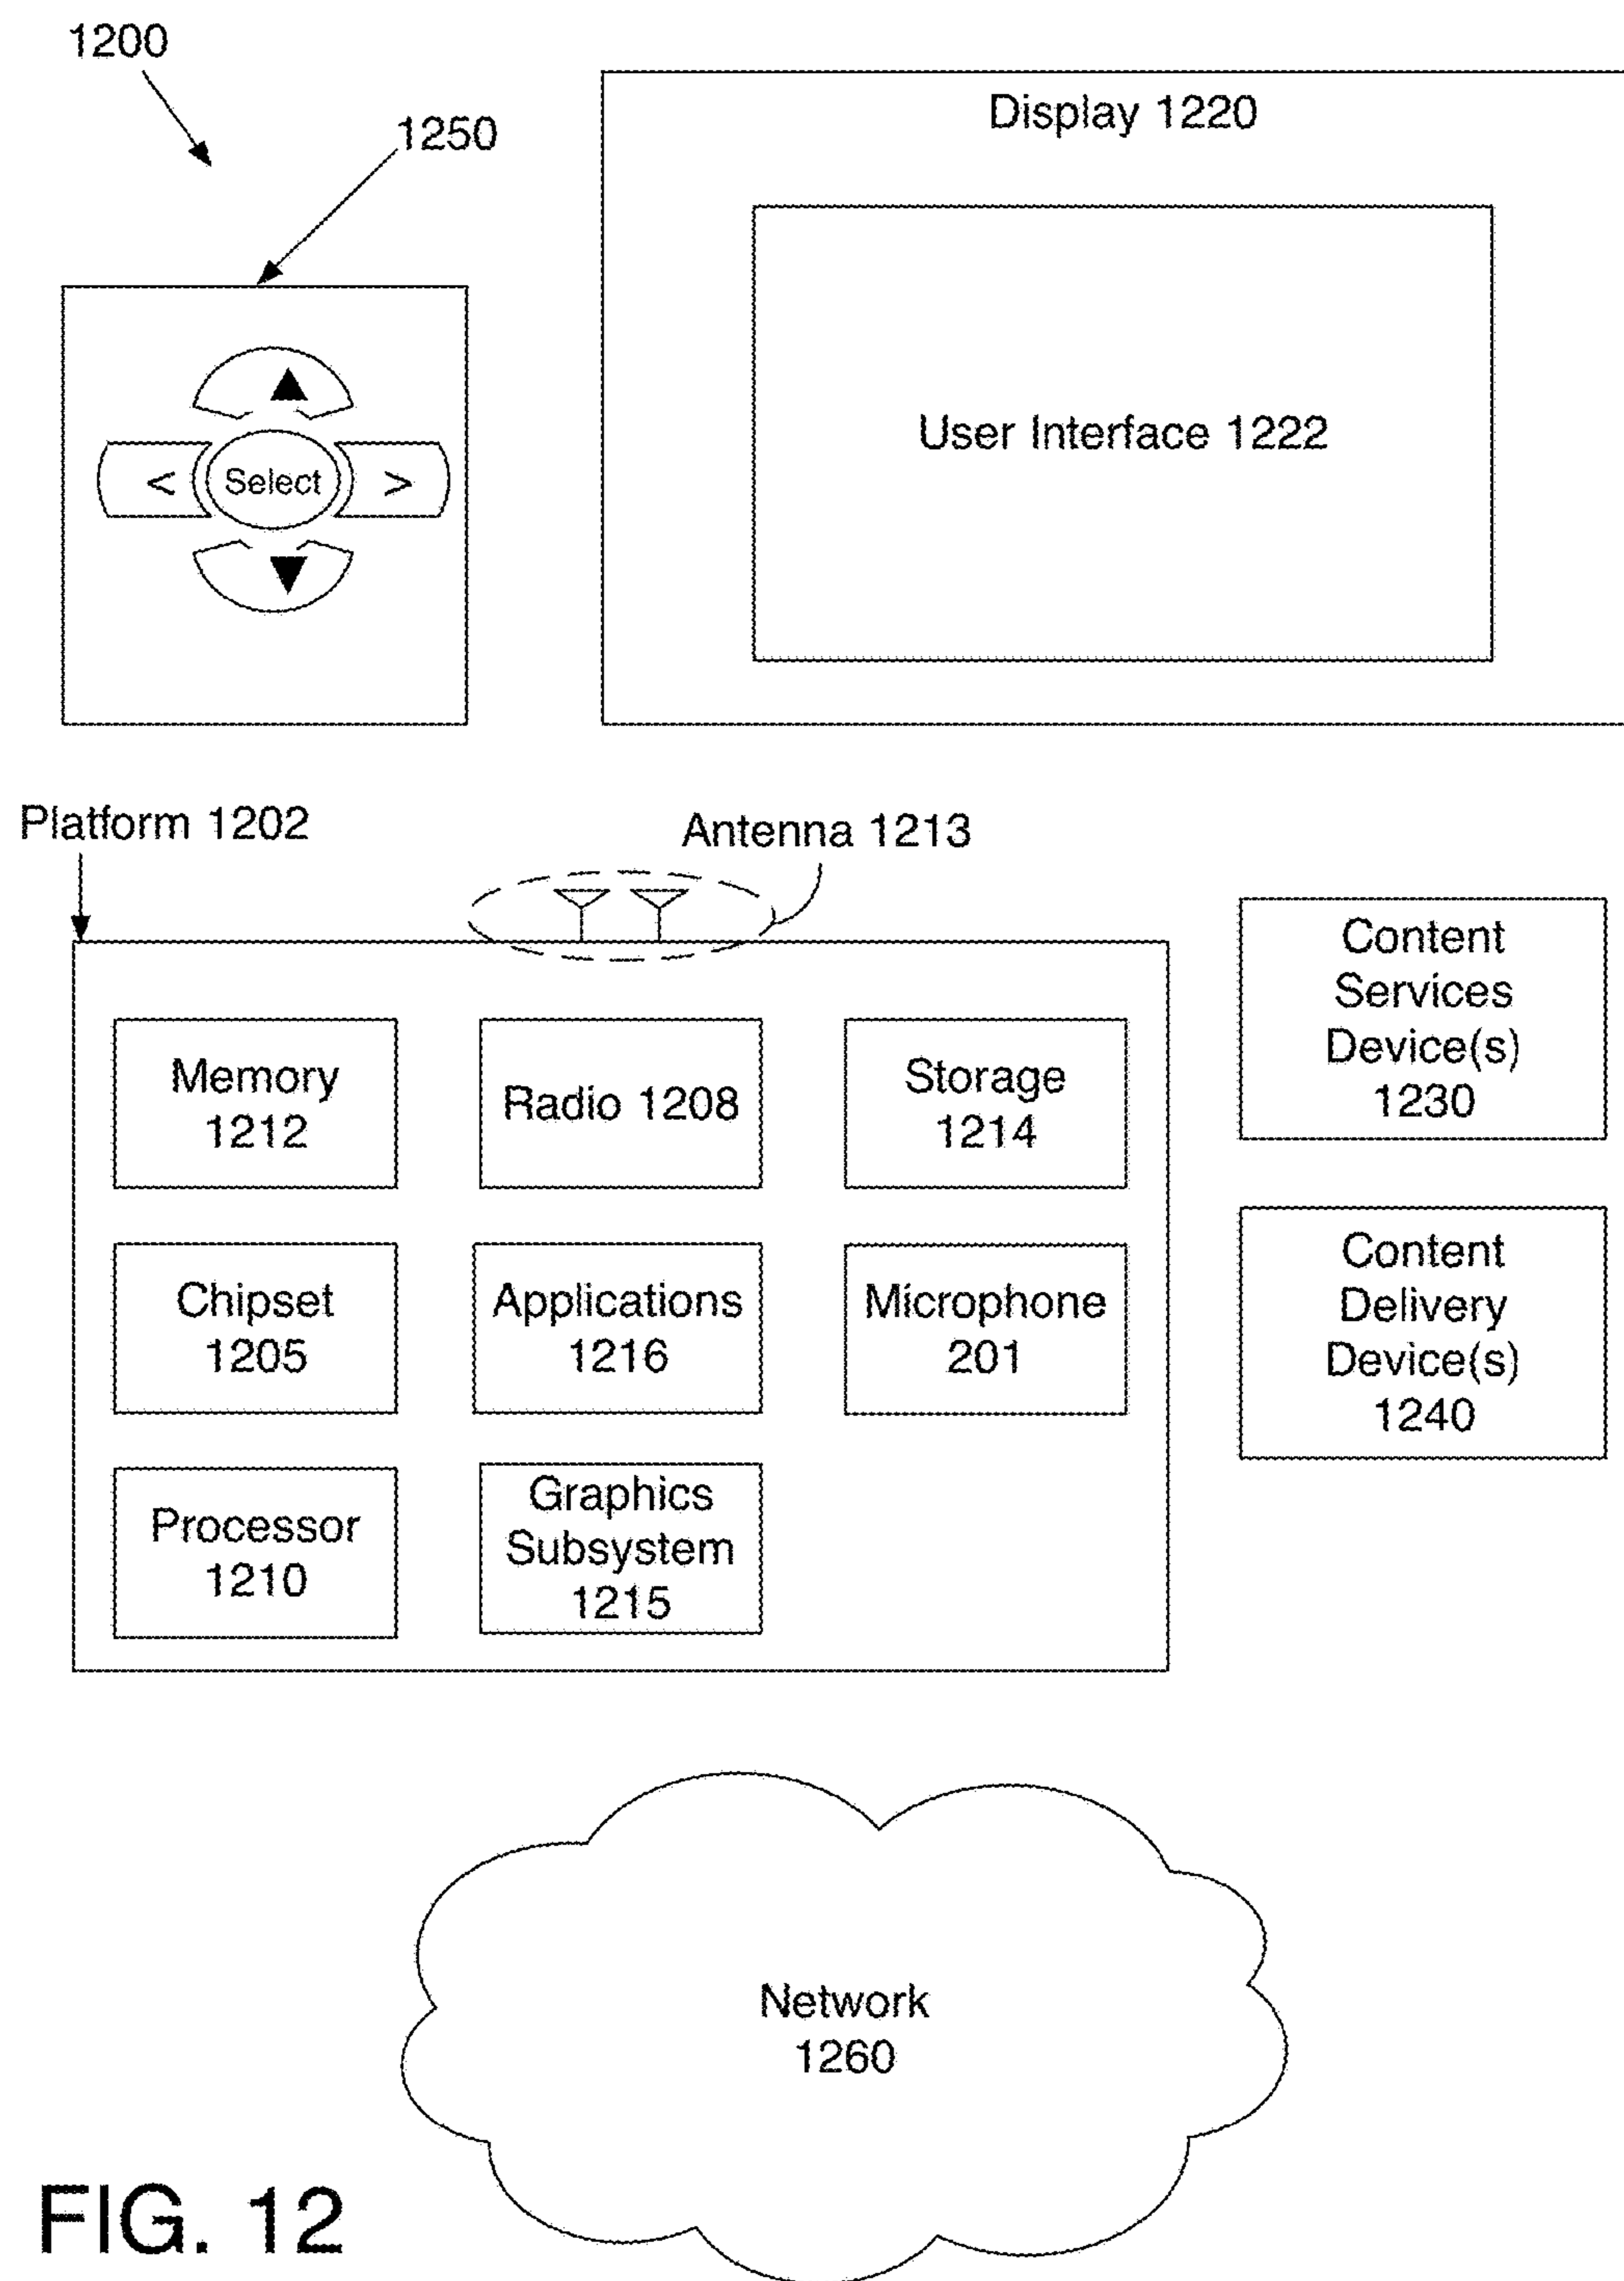 1200
1250
Display 1220
User Interface 1222
<
Select
>
Platform 1202
Antenna 1213
Memory
1212
Radio 1208
Storage
1214
Chipset
1205
Applications
1216
Microphone
201
Processor
1210
Graphics
Subsystem
1215
Content
Services
Device(s)
1230
Content
Delivery
Device(s)
1240
Network
1260
FIG. 12